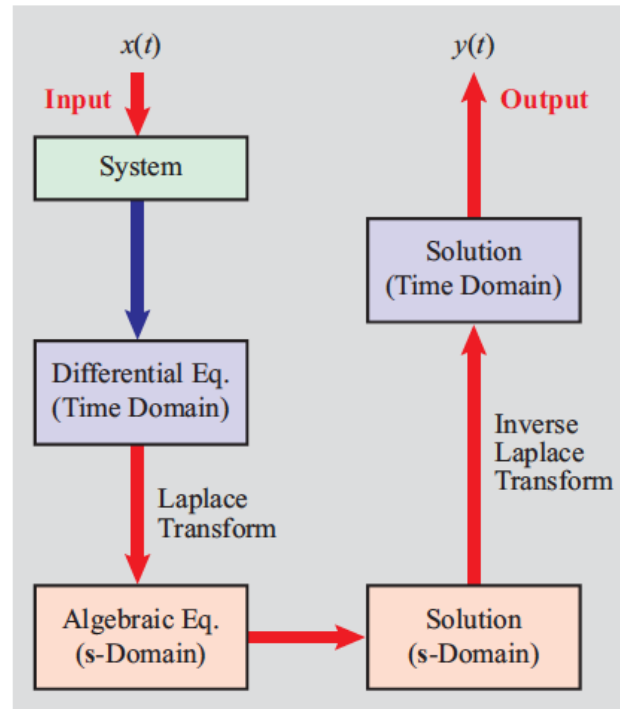 x(t)
Input
System
Differential Eq.
(Time Domain)
Laplace
Transform
Algebraic Eq.
(s-Domain)
Solution
(s-Domain)
Inverse
Laplace
Transform
Solution
(Time Domain)
Output
y(t)